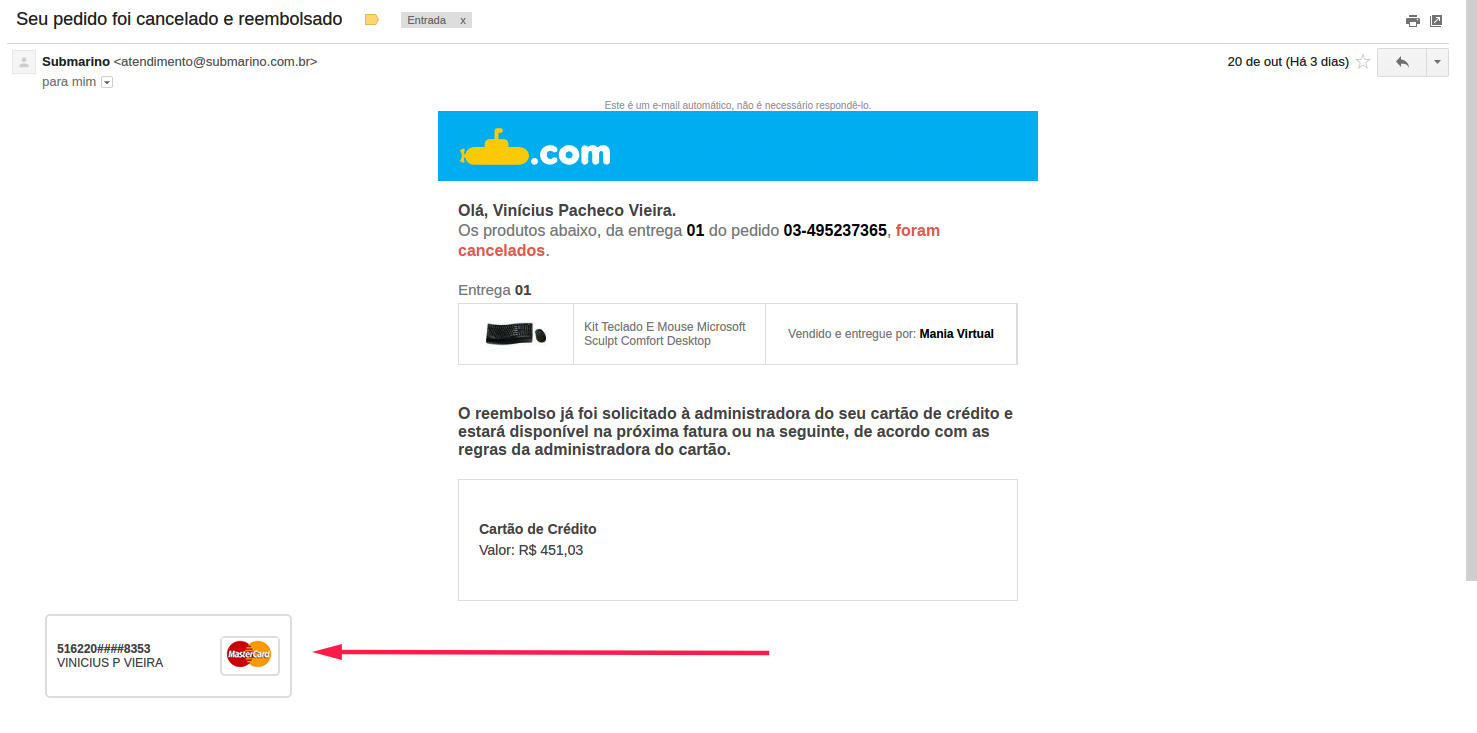 Seu pedido foi cancelado e reembolsado
Entrada x
Submarino <atendimento@submarino.com.br>
20 de out (Há 3 dias)
para mim
Este é um e-mail automático, não é necessário respondê-lo.
.com
Olá, Vinícius Pacheco Vieira.
Os produtos abaixo, da entrega 01 do pedido 03-495237365, foram
cancelados.
Entrega 01
Kit Teclado E Mouse Microsoft
Sculpt Comfort Desktop
Vendido e entregue por: Mania Virtual
O reembolso já foi solicitado à administradora do seu cartão de crédito e
estará disponível na próxima fatura ou na seguinte, de acordo com as
regras da administradora do cartão.
Cartão de Crédito
Valor: R$ 451,03
516220####8353
VINICIUS P VIEIRA
MasterCard